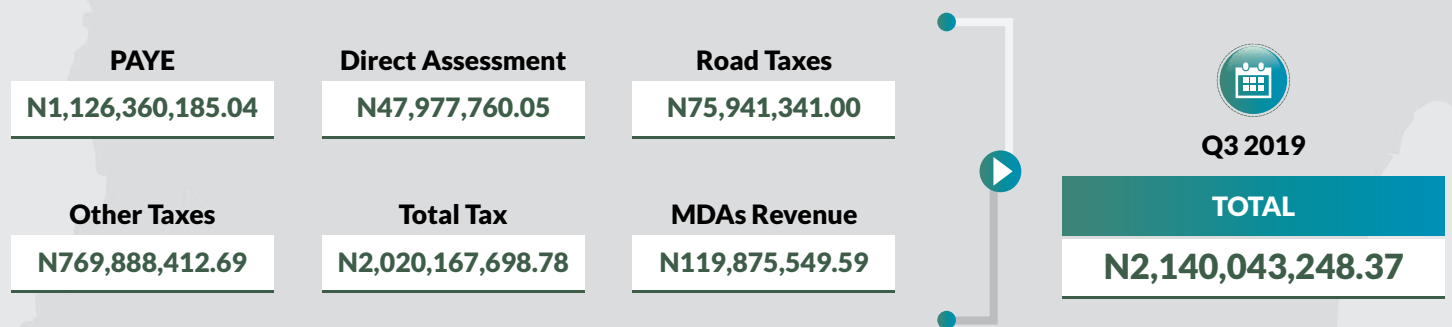 PAYE
N1,126,360,185.04
Direct Assessment
N47,977,760.05
Road Taxes
N75,941,341.00
Other Taxes
N769,888,412.69
Total Tax
N2,020,167,698.78
MDAs Revenue
N119,875,549.59
Q3 2019
TOTAL
N2,140,043,248.37